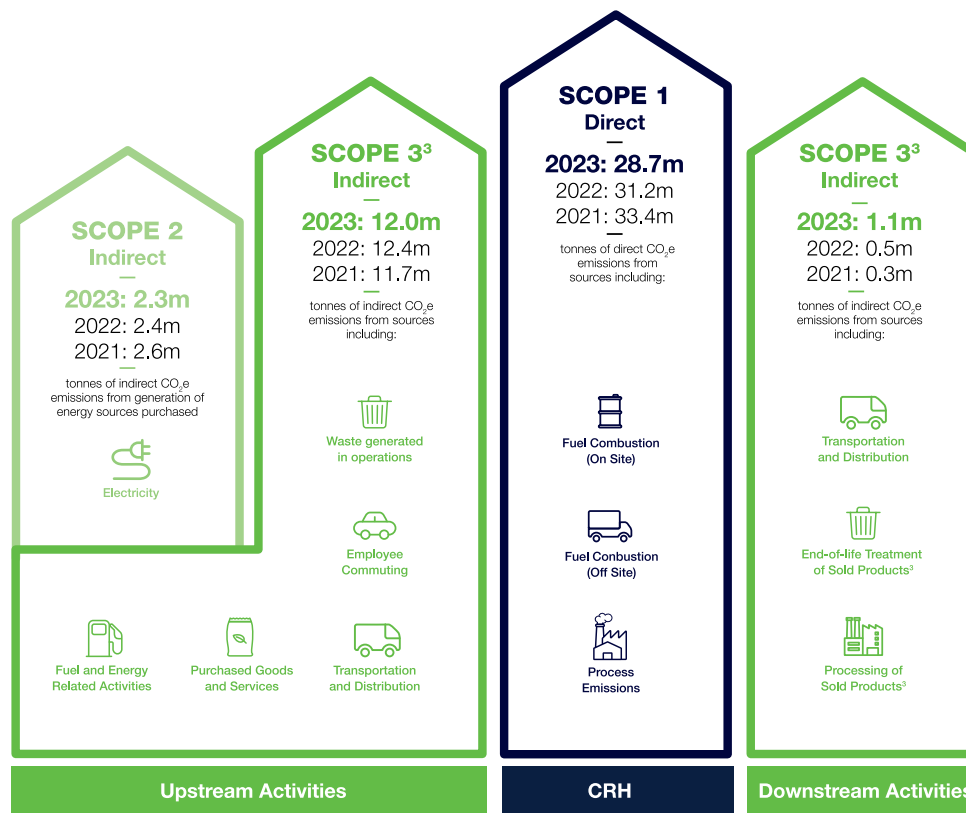 SCOPE 2
Indirect
2023: 2.3m
2022: 2.4m
2021: 2.6m
tonnes of indirect CO₂e
emissions from generation of
energy sources purchased
Electricity
SCOPE 3³
Indirect
2023: 12.0m
2022: 12.4m
2021: 11.7m
tonnes of indirect CO₂e
emissions from sources
including:
Waste generated
in operations
Employee
Commuting
Fuel and Energy
Related Activities
Purchased Goods
and Services
Transportation
and Distribution
Upstream Activities
SCOPE 1
Direct
2023: 28.7m
2022: 31.2m
2021: 33.4m
tonnes of direct CO₂e
emissions from
sources including:
Fuel Combustion
(On Site)
Fuel Conbustion
(Off Site)
Process
Emissions
CRH
SCOPE 3³
Indirect
2023: 1.1m
2022: 0.5m
2021: 0.3m
tonnes of indirect CO₂e
emissions from sources
including:
Transportation
and Distribution
End-of-life Treatment
of Sold Products³
Processing of
Sold Products³
Downstream Activities